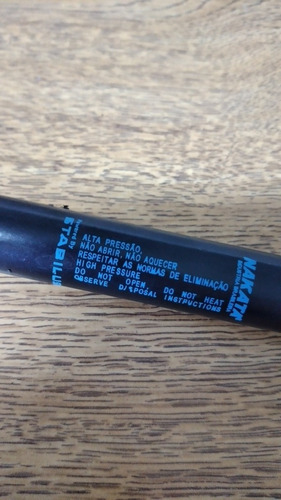 STABILUS
ALTA PRESSÃO,
NÃO ABRIR, NÃO AQUECER
RESPEITAR AS NORMAS DE ELIMINAÇÃO
HIGH PRESSURE
DO NOT OPEN, DO NOT HEAT
OBSERVE DISPOSAL INSTRUCTIONS
NAKATA